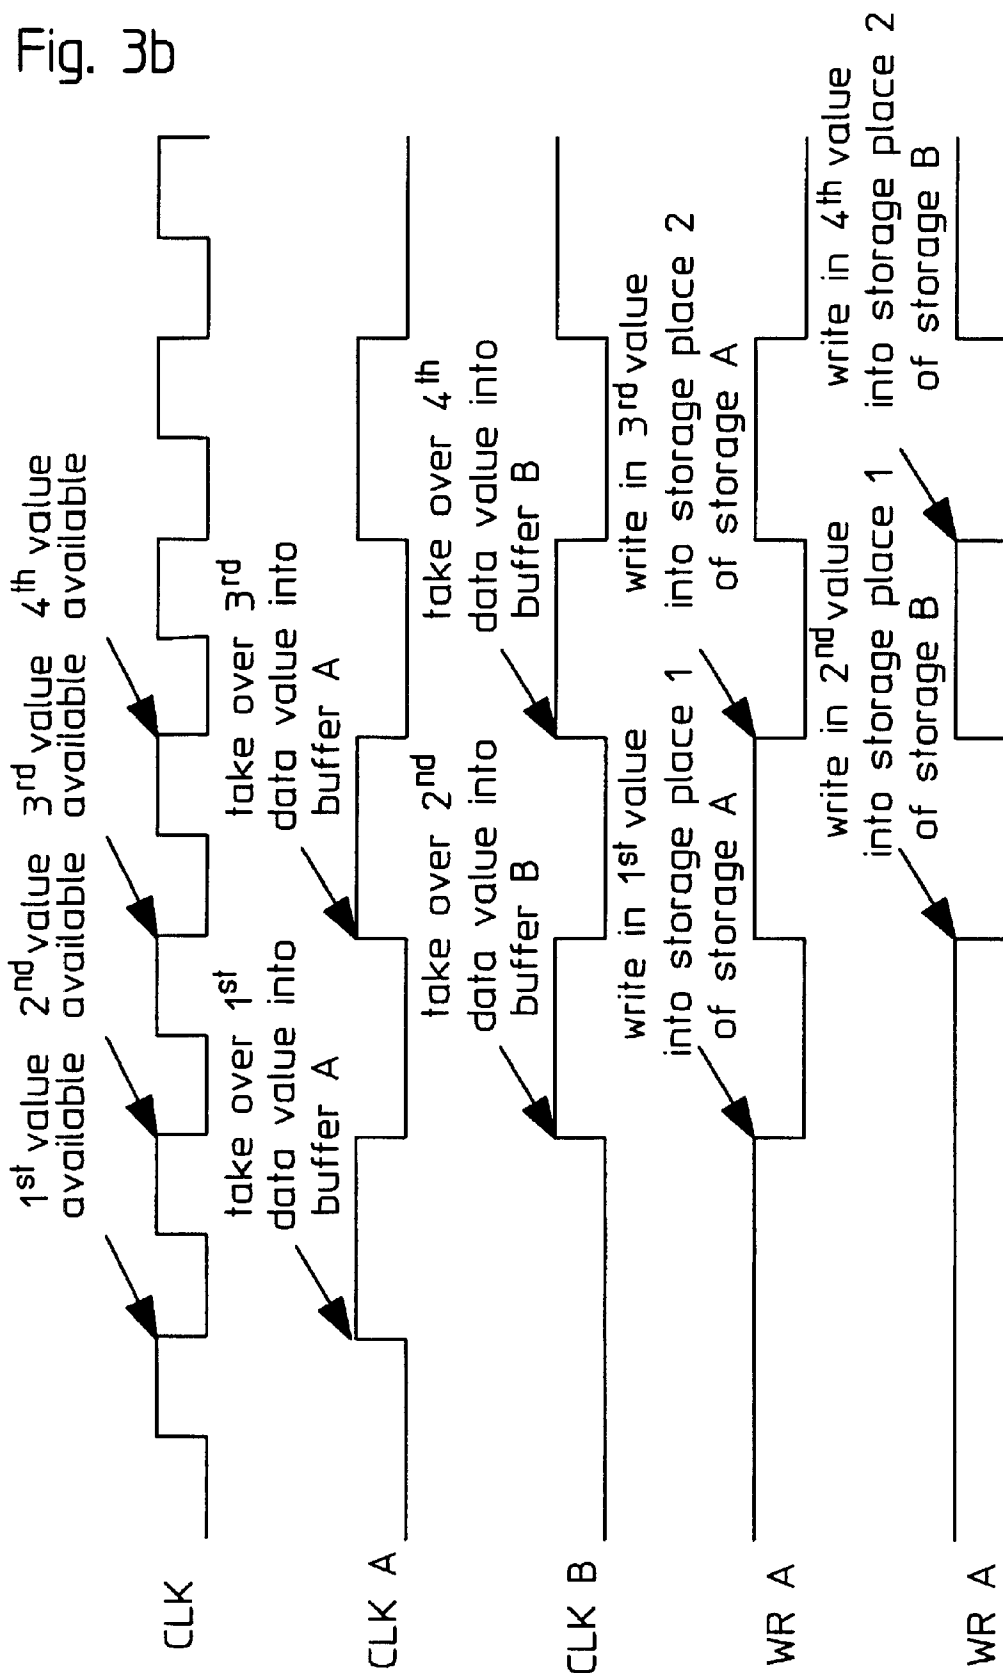 Fig. 3b
CLK
1st value
available
2nd value
available
3rd value
available
4th value
available
CLK A
take over 1st
data value into
buffer A
take over 3rd
data value into
buffer A
CLK B
take over 2nd
data value into
buffer B
take over 4th
data value into
buffer B
WR A
write in 1st value
into storage place 1
of storage A
write in 3rd value
into storage place 2
of storage A
WR A
write in 2nd value
into storage place 1
of storage B
write in 4th value
into storage place 2
of storage B